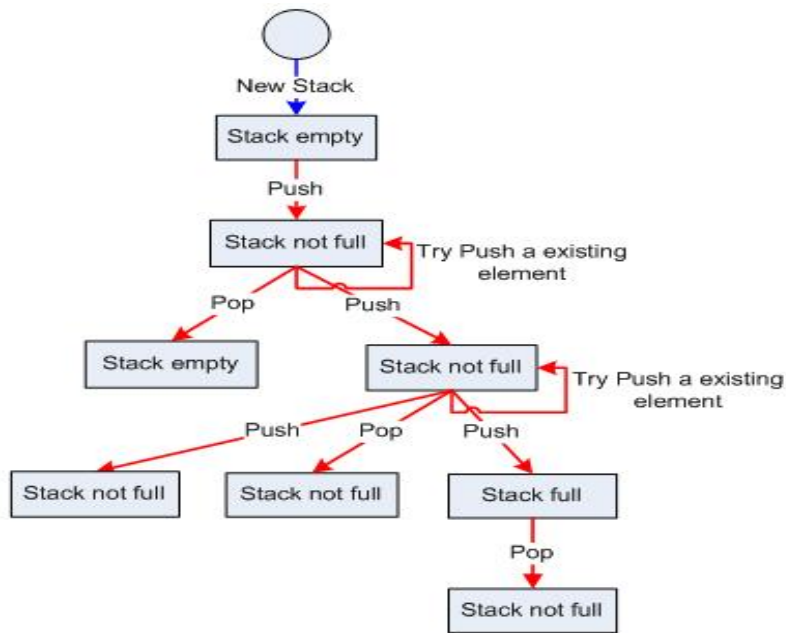 New Stack
Stack empty
Push
Stack not full
Try Push a existing
element
Pop
Push
Stack empty
Stack not full
Try Push a existing
element
Push
Pop
Push
Stack not full
Stack not full
Stack full
Pop
Stack not full